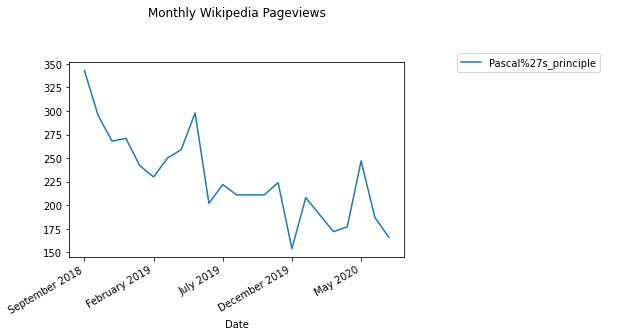 Monthly Wikipedia Pageviews
Pascal%27s_principle
350
325
300
275
250
225
200
175
150
September 2018
February 2019
July 2019
December 2019
May 2020
Date